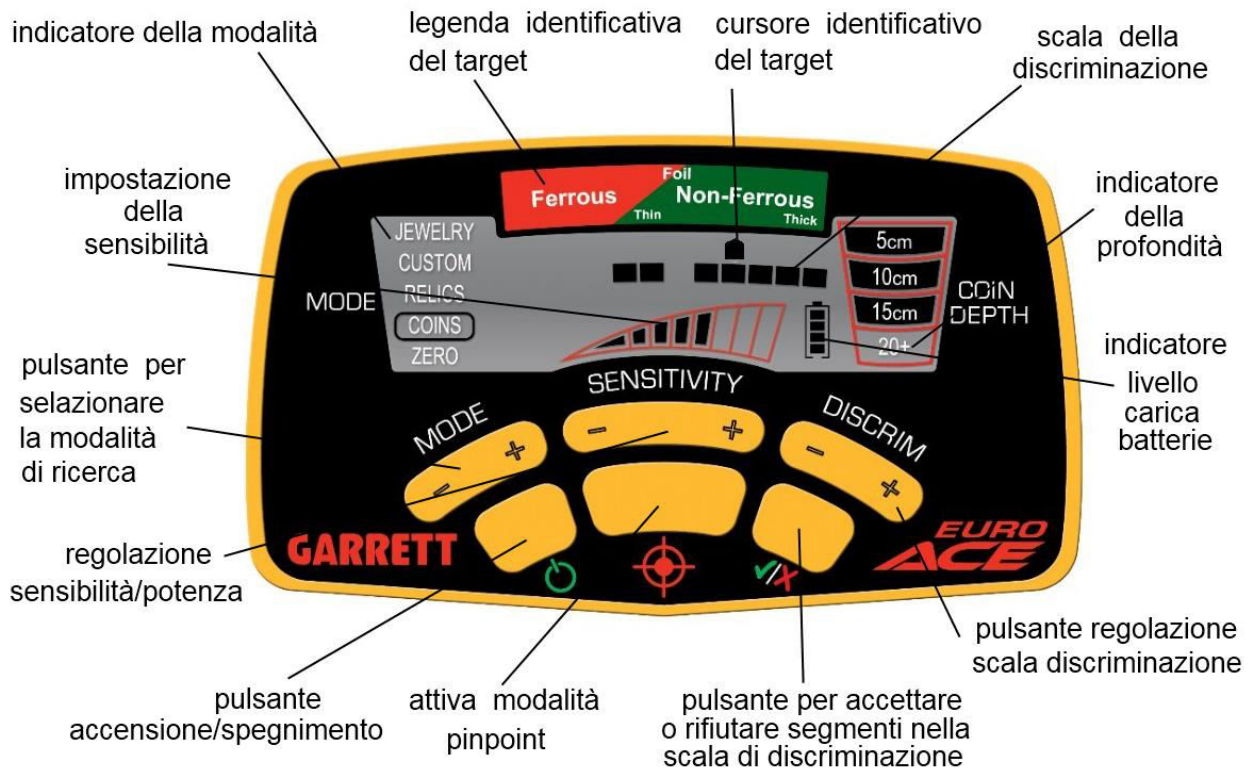 indicatore della modalità
legenda identificativa
del target
cursore identificativo
del target
scala della
discriminazione
impostazione
della
sensibilità
indicatore
della
profondità
Ferrous
Foil
Non-Ferrous
Thin
Thick
JEWELRY
CUSTOM
RELICS
COINS
ZERO
MODE
5cm
10cm
15cm
20+
COiN
DEPTH
pulsante per
selazionare
la modalità
di ricerca
indicatore
livello
carica
batterie
MODE
- +
SENSITIVITY
- +
DISCRIM
- +
GARRETT
EURO
ACE
regolazione
sensibilità/potenza
pulsante
accensione/spegnimento
attiva modalità
pinpoint
pulsante per accettare
o rifiutare segmenti nella
scala di discriminazione
pulsante regolazione
scala discriminazione